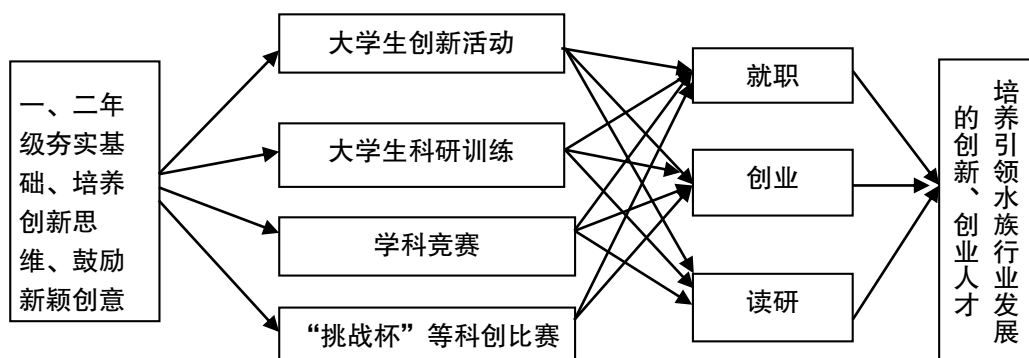 一、二年
级夯实基
础、培养
创新思
维、鼓励
新颖创意
大学生创新活动
大学生科研训练
学科竞赛
“挑战杯”等科创比赛
就职
创业
读研
培养引领水族行业发展
的创新、创业人才